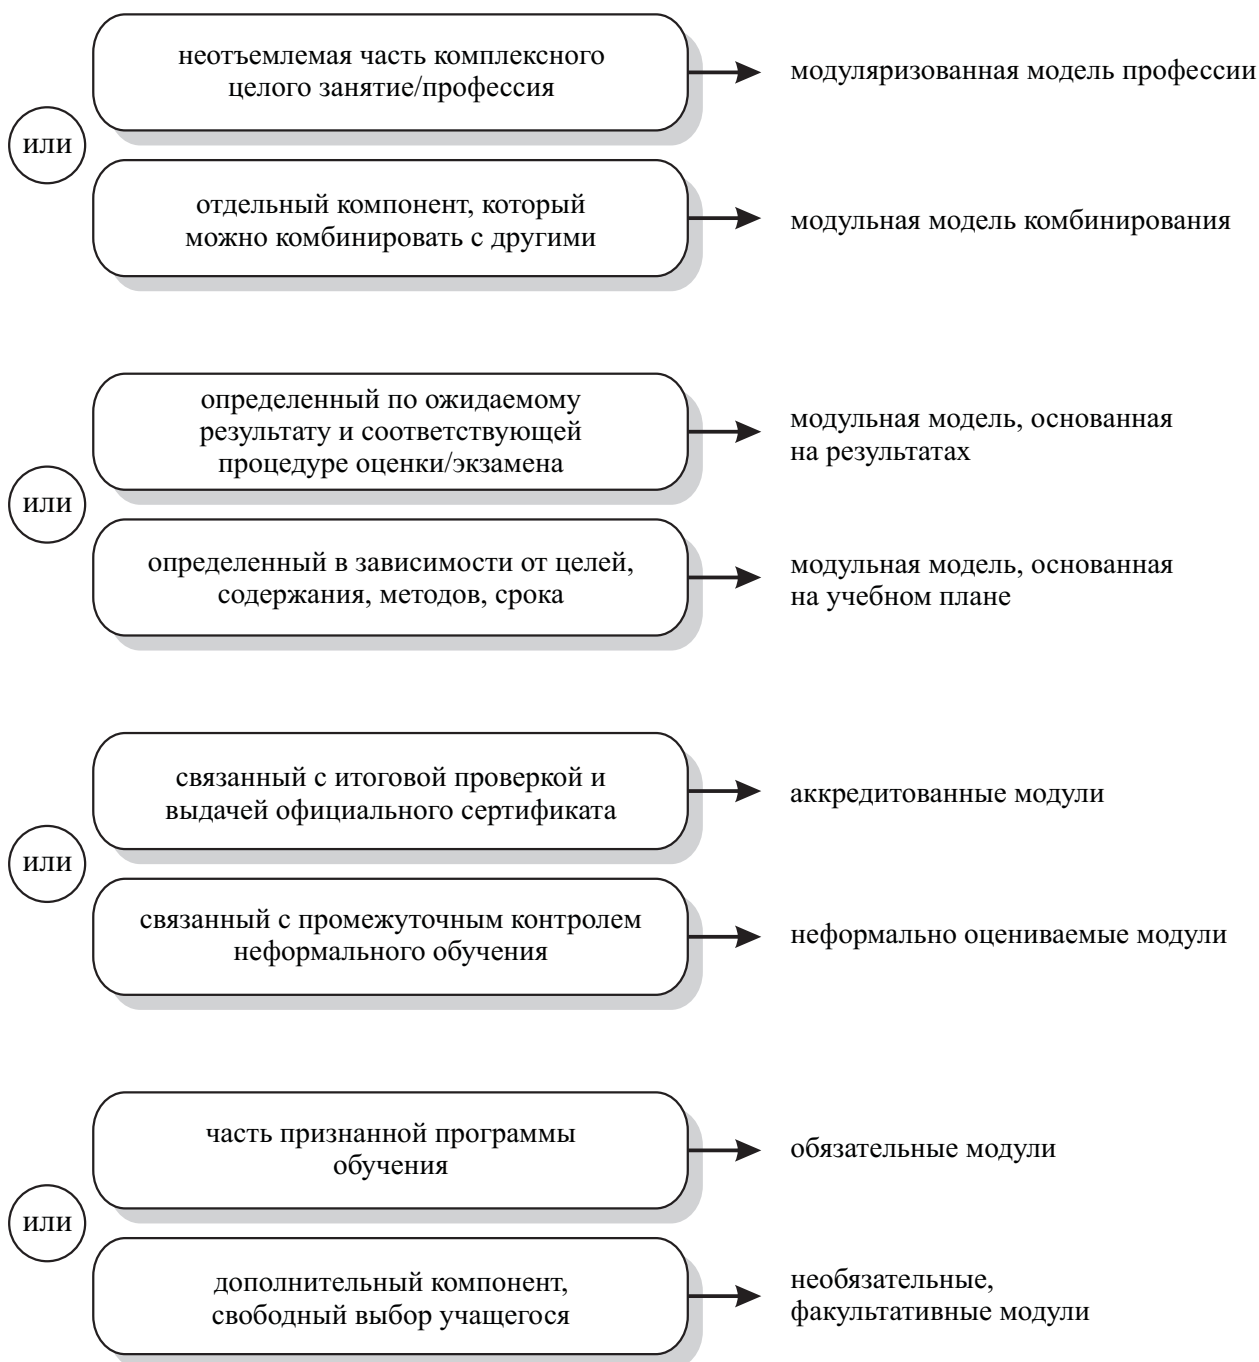 неотъемлемая часть комплексного
целого занятие/профессия
модуляризованная модель профессии
или
отдельный компонент, который
можно комбинировать с другими
модульная модель комбинирования
определенный по ожидаемому
результату и соответствующей
процедуре оценки/экзамена
модульная модель, основанная
на результатах
или
определенный в зависимости от целей,
содержания, методов, срока
модульная модель, основанная
на учебном плане
связанный с итоговой проверкой и
выдачей официального сертификата
аккредитованные модули
или
связанный с промежуточным контролем
неформального обучения
неформально оцениваемые модули
часть признанной программы
обучения
обязательные модули
или
дополнительный компонент,
свободный выбор учащегося
необязательные,
факультативные модули